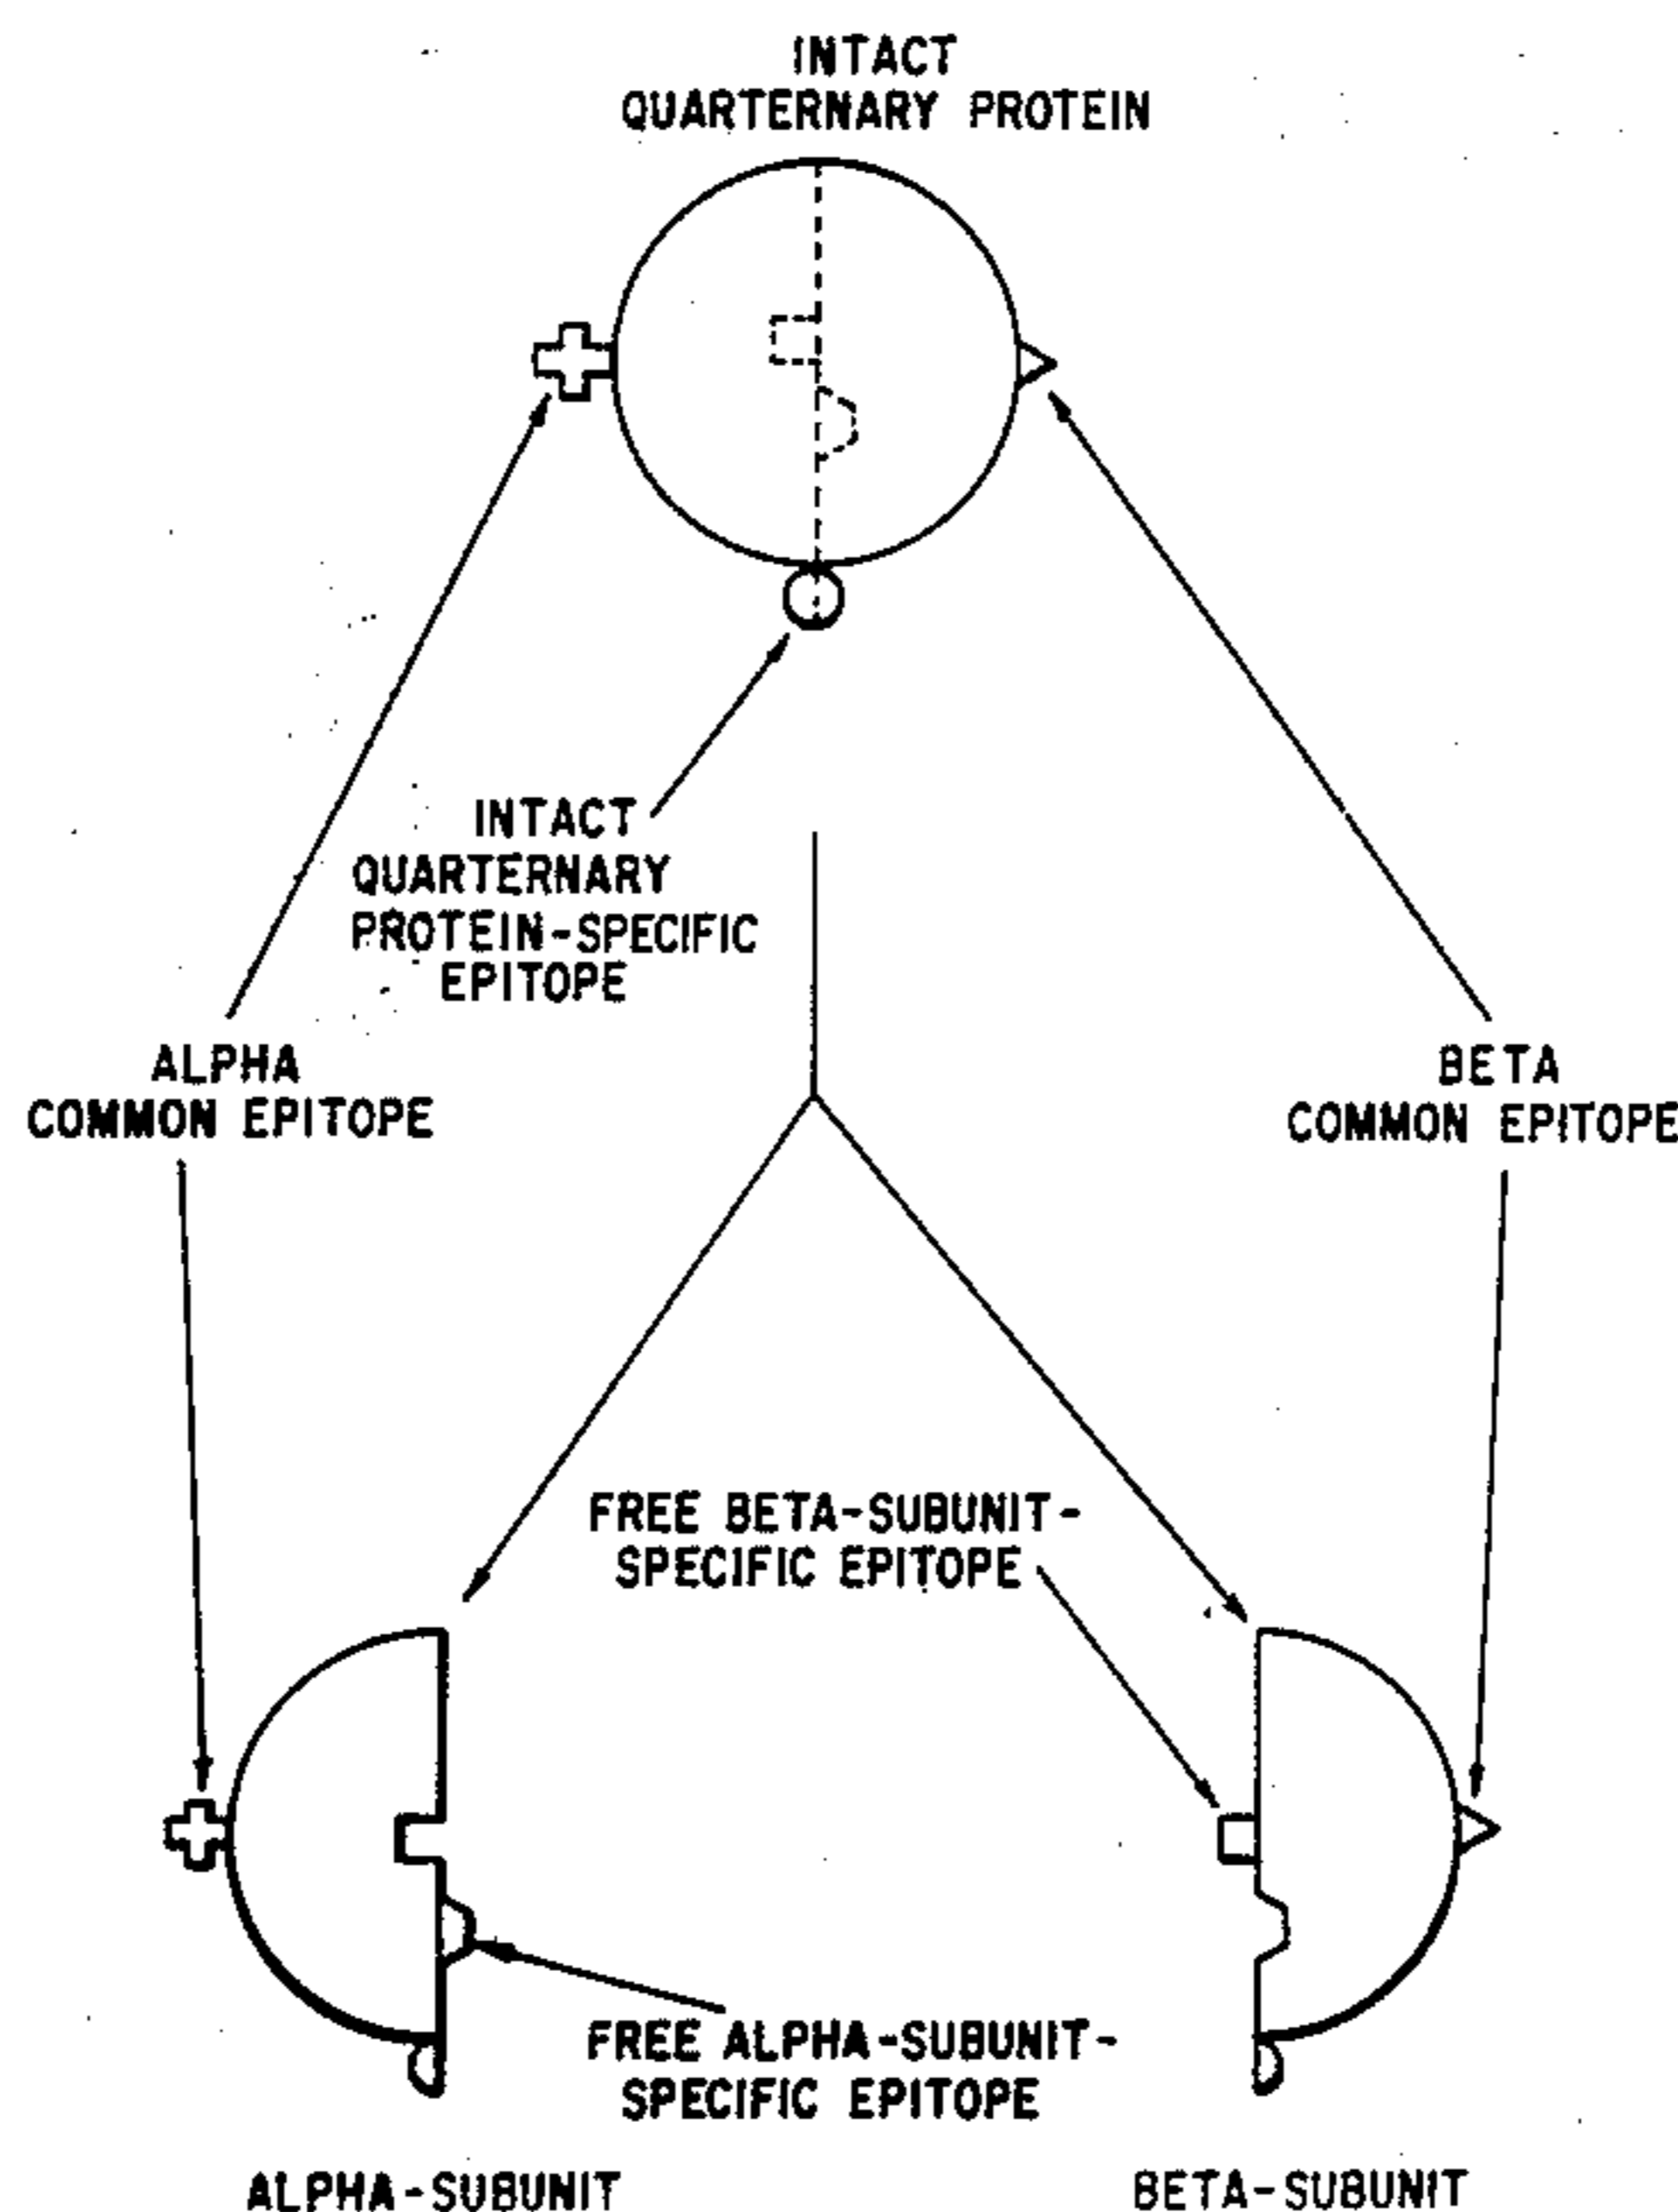 INTACT
QUARTERNARY PROTEIN
INTACT
QUARTERNARY
PROTEIN-SPECIFIC
EPITOPE
ALPHA
COMMON EPITOPE
BETA
COMMON EPITOPE
FREE BETA-SUBUNIT-
SPECIFIC EPITOPE
FREE ALPHA-SUBUNIT-
SPECIFIC EPITOPE
ALPHA-SUBUNIT
BETA-SUBUNIT